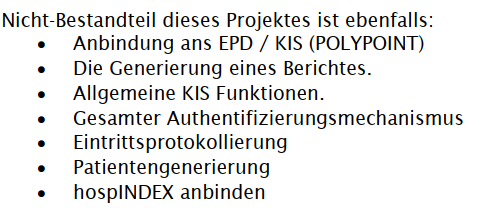 Nicht-Bestandteil dieses Projektes ist ebenfalls:
• Anbindung ans EPD / KIS (POLYPOINT)
• Die Generierung eines Berichtes.
• Allgemeine KIS Funktionen.
• Gesamter Authentifizierungsmechanismus
• Eintrittsprotokollierung
• Patientengenerierung
• hospINDEX anbinden